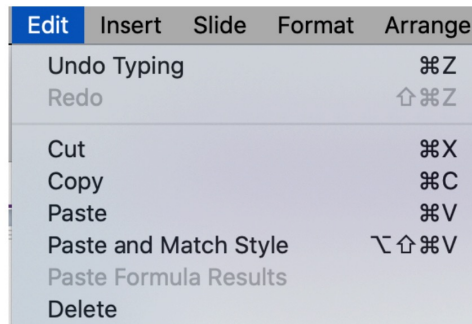 Edit Insert Slide Format Arrange
Undo Typing ⌘Z
Redo ⇧⌘Z
Cut ⌘X
Copy ⌘C
Paste ⌘V
Paste and Match Style ⌥⇧⌘V
Paste Formula Results
Delete